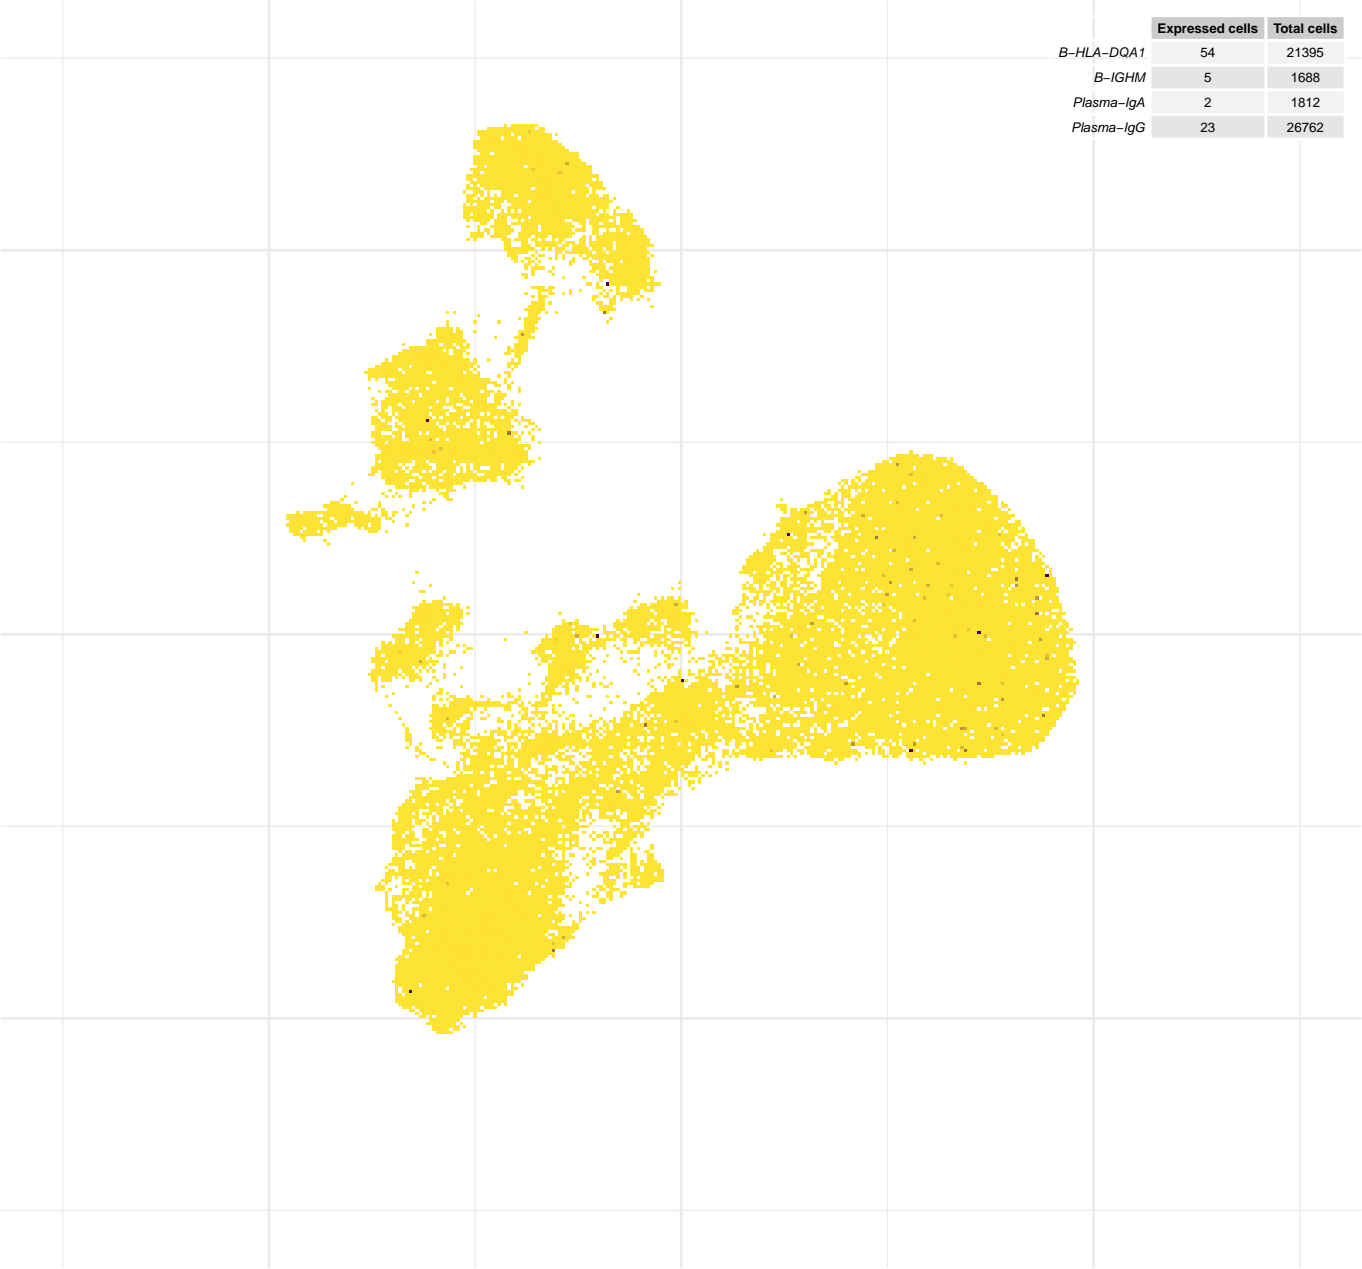 Expressed cells Total cells
B−HLA−DQA1 54 21395
B−IGHM 5 1688
Plasma−IgA 2 1812
Plasma−IgG 23 26762